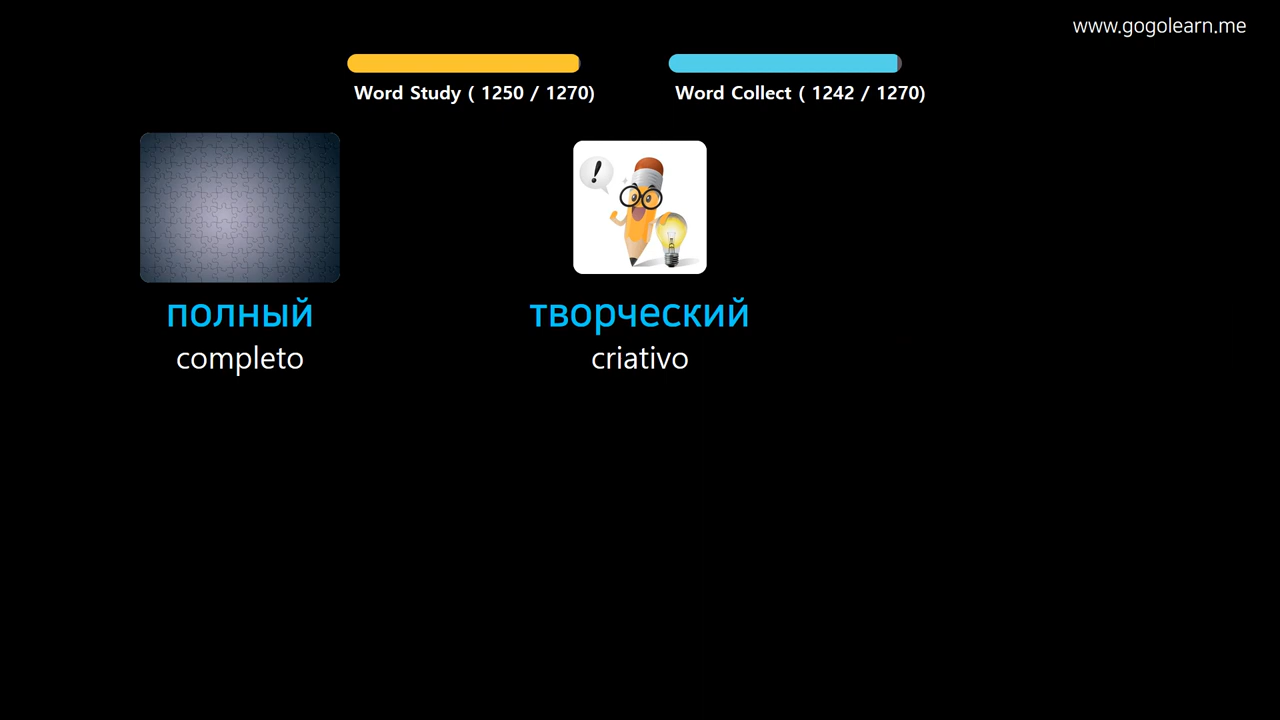 www.gogolearn.me
Word Study ( 1250 / 1270)
Word Collect ( 1242 / 1270)
!
полный
творческий
completo
criativo